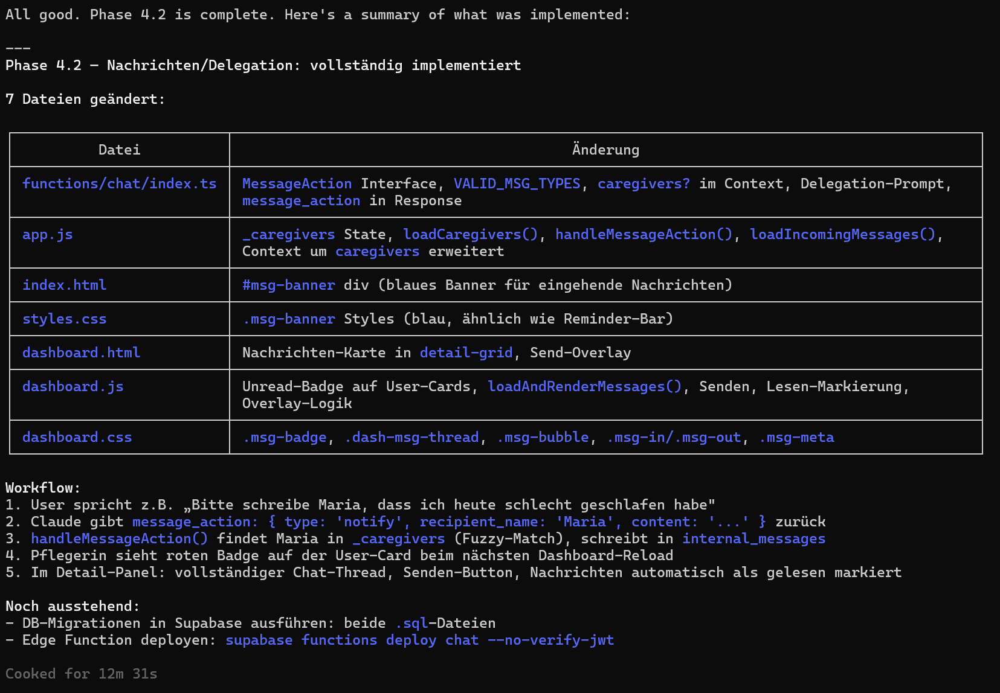 All good. Phase 4.2 is complete. Here's a summary of what was implemented:
———
Phase 4.2 — Nachrichten/Delegation: vollständig implementiert
7 Dateien geändert:
Datei Änderung
functions/chat/index.ts MessageAction Interface, VALID_MSG_TYPES, caregivers? im Context, Delegation-Prompt,
message_action in Response
app.js _caregivers State, loadCaregivers(), handleMessageAction(), loadIncomingMessages(),
Context um caregivers erweitert
index.html #msg-banner div (blaues Banner für eingehende Nachrichten)
styles.css .msg-banner Styles (blau, ähnlich wie Reminder-Bar)
dashboard.html Nachrichten-Karte in detail-grid, Send-Overlay
dashboard.js Unread-Badge auf User-Cards, loadAndRenderMessages(), Senden, Lesen-Markierung,
Overlay-Logik
dashboard.css .msg-badge, .dash-msg-thread, .msg-bubble, .msg-in/.msg-out, .msg-meta
Workflow:
1. User spricht z.B. „Bitte schreibe Maria, dass ich heute schlecht geschlafen habe"
2. Claude gibt message_action: { type: 'notify', recipient_name: 'Maria', content: '...' } zurück
3. handleMessageAction() findet Maria in _caregivers (Fuzzy-Match), schreibt in internal_messages
4. Pflegerin sieht roten Badge auf der User-Card beim nächsten Dashboard-Reload
5. Im Detail-Panel: vollständiger Chat-Thread, Senden-Button, Nachrichten automatisch als gelesen markiert
Noch ausstehend:
- DB-Migrationen in Supabase ausführen: beide .sql-Dateien
- Edge Function deployen: supabase functions deploy chat --no-verify-jwt
Cooked for 12m 31s